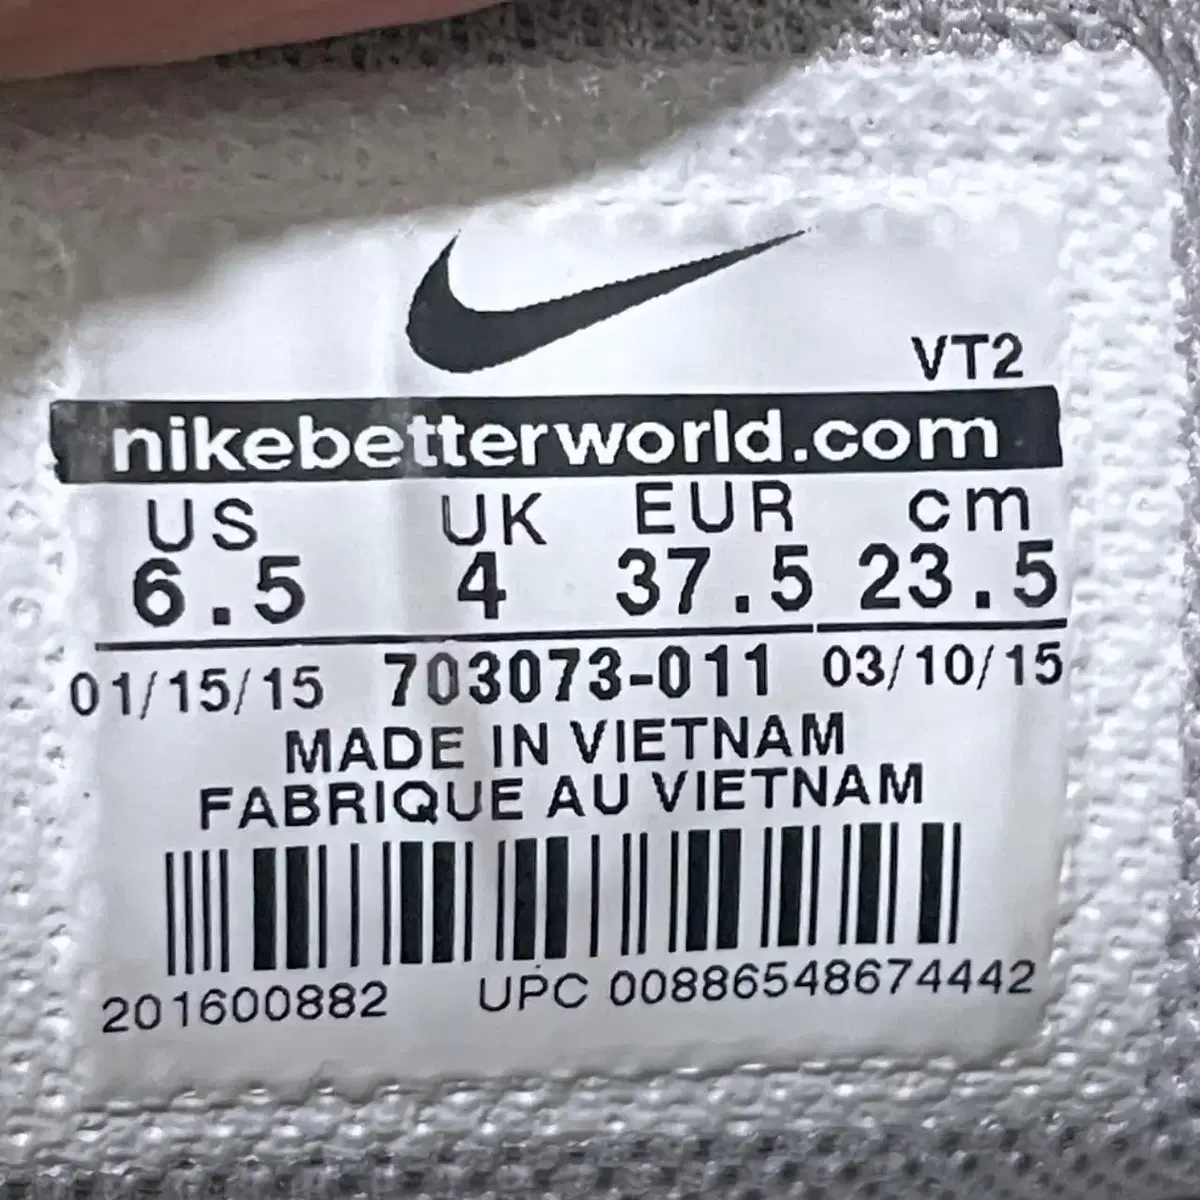 VT2
nikebetterworld.com
US UK EUR cm
6.5 4 37.5 23.5
01/15/15 703073-011 03/10/15
MADE IN VIETNAM
FABRIQUE AU VIETNAM
201600882 UPC 00886548674442